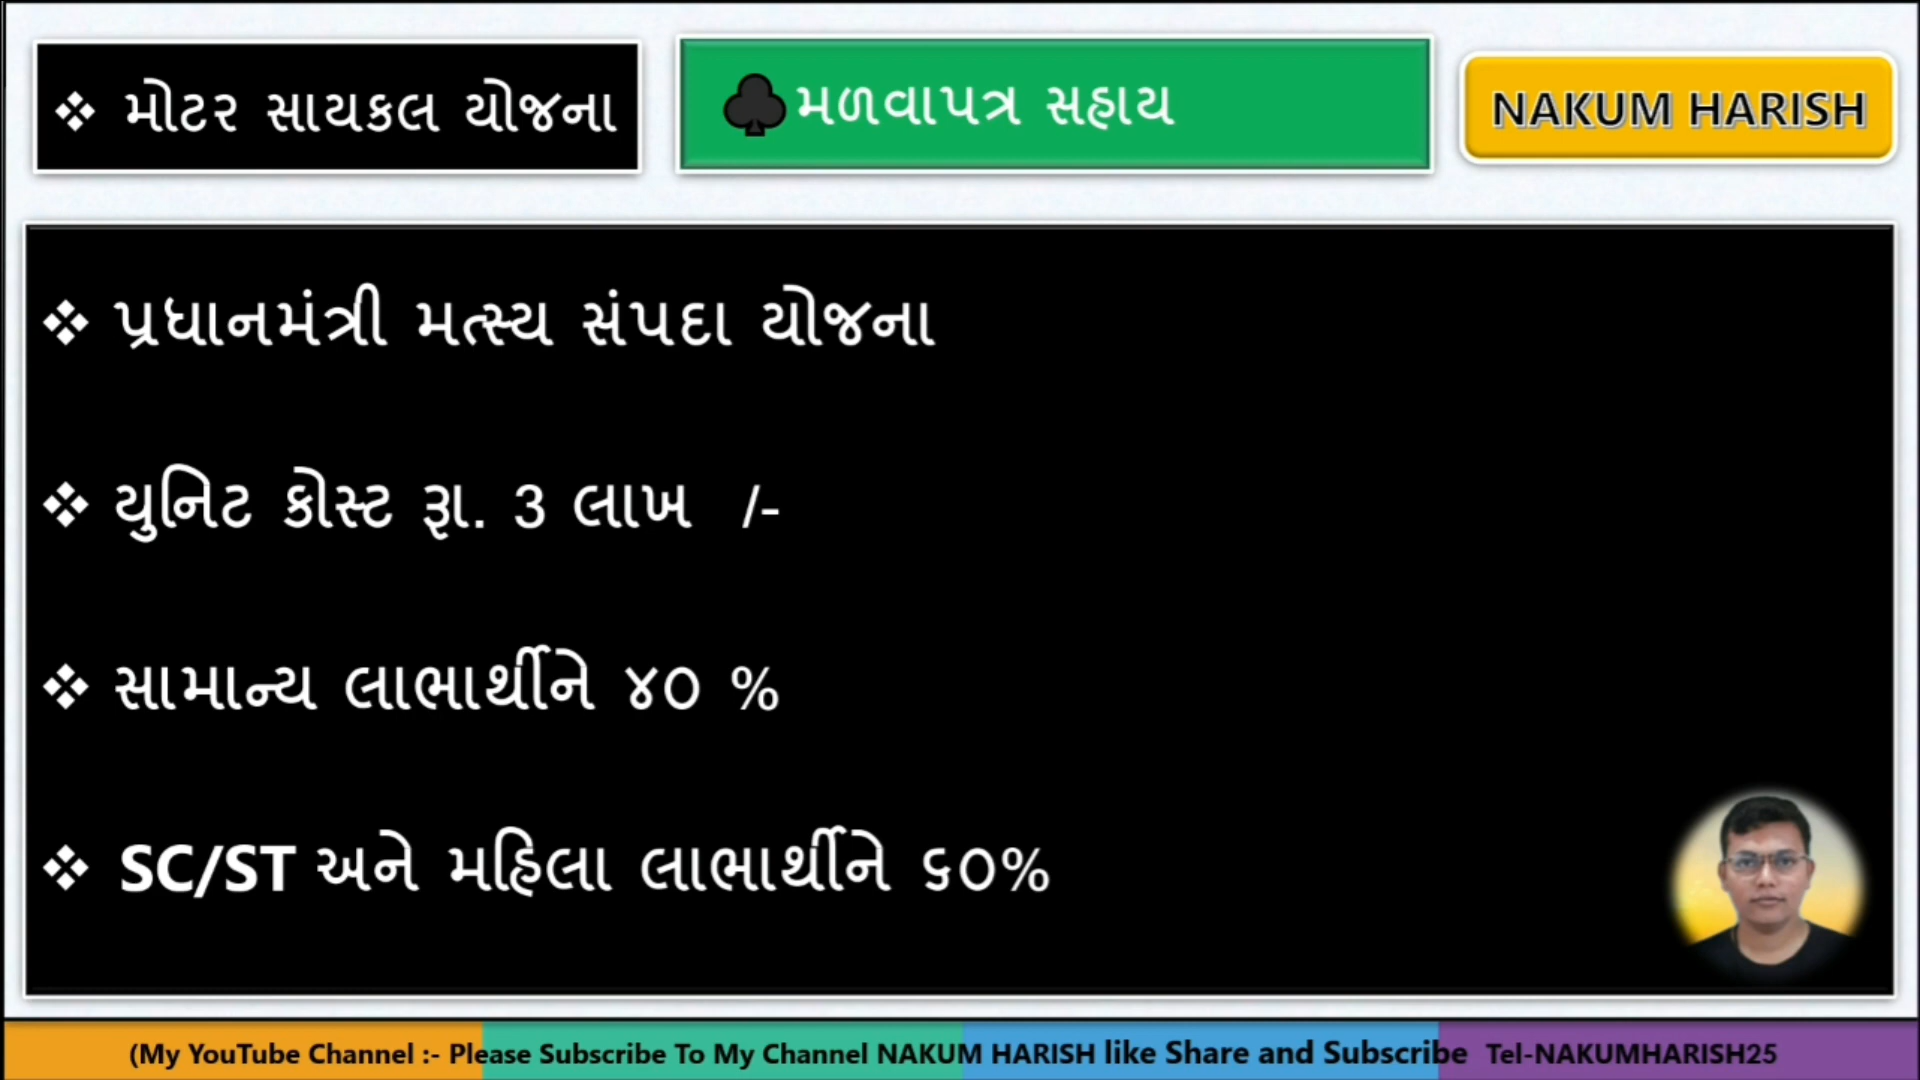 ❖ મોટર સાયકલ યોજના
♣મળવાપત્ર સહાય
NAKUM HARISH
❖ પ્રધાનમંત્રી મત્સ્ય સંપદા યોજના
❖ યુનિટ કોસ્ટ રૂા. 3 લાખ /-
❖ સામાન્ય લાભાર્થીને ૪૦ %
❖ SC/ST અને મહિલા લાભાર્થીને ૬૦%
(My YouTube Channel :- Please Subscribe To My Channel NAKUM HARISH like Share and Subscribe Tel-NAKUMHARISH25